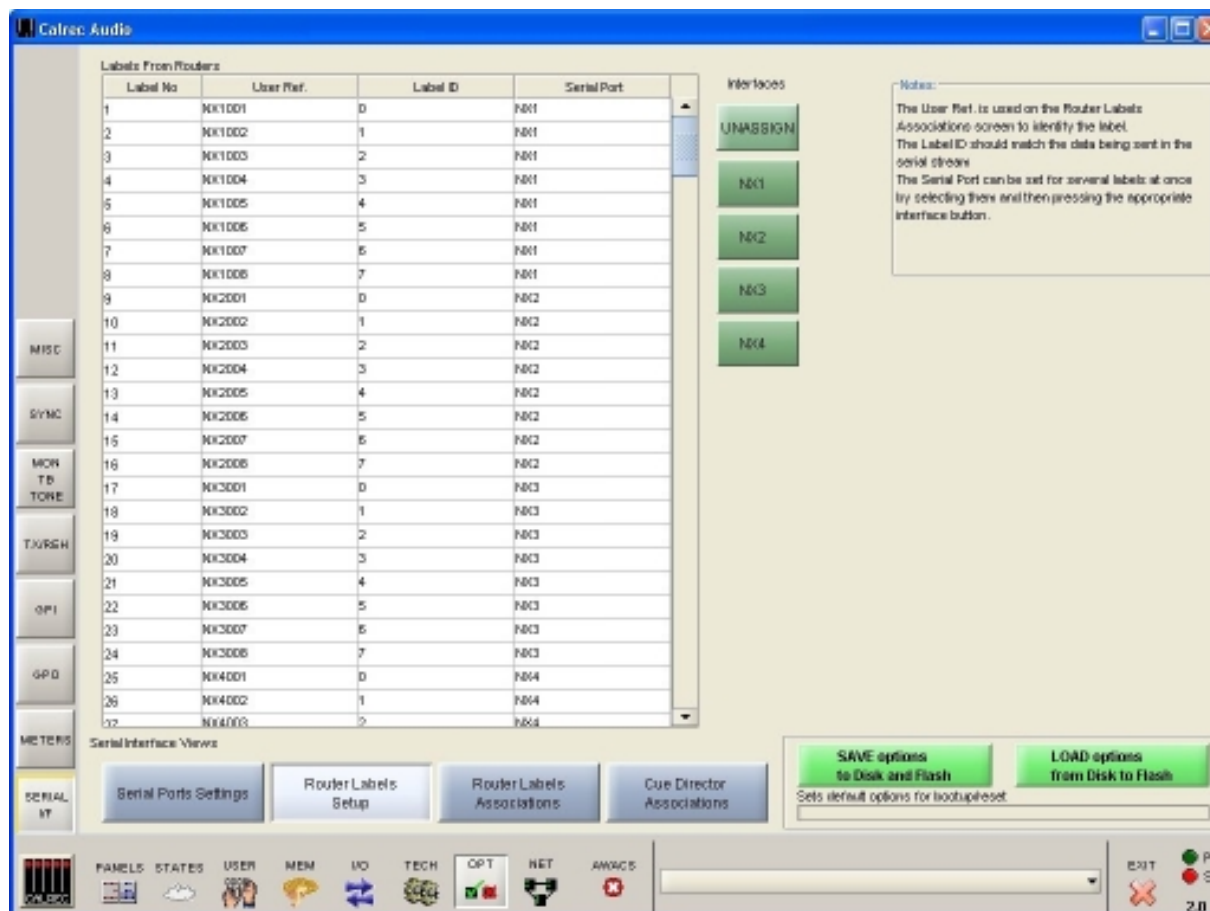 Calrec Audio
Labels From Routers
Label No User Ref. Label ID Serial Port
1 NX1001 0 NX1
2 NX1002 1 NX1
3 NX1003 2 NX1
4 NX1004 3 NX1
5 NX1005 4 NX1
6 NX1006 5 NX1
7 NX1007 6 NX1
8 NX1008 7 NX1
9 NX2001 0 NX2
10 NX2002 1 NX2
11 NX2003 2 NX2
12 NX2004 3 NX2
13 NX2005 4 NX2
14 NX2006 5 NX2
15 NX2007 6 NX2
16 NX2008 7 NX2
17 NX3001 0 NX3
18 NX3002 1 NX3
19 NX3003 2 NX3
20 NX3004 3 NX3
21 NX3005 4 NX3
22 NX3006 5 NX3
23 NX3007 6 NX3
24 NX3008 7 NX3
25 NX4001 0 NX4
26 NX4002 1 NX4
27 NX4003 2 NX4
Interfaces
UNASSIGN
NX1
NX2
NX3
NX4
Notes:
The User Ref. is used on the Router Labels
Associations screen to identify the label.
The Label ID should match the data being sent in the
serial stream
The Serial Port can be set for several labels at once
by selecting them and then pressing the appropriate
interface button.
MISC
SYNC
MON
TB
TONE
TX/REH
GPI
GPO
METERS
SERIAL
I/F
Serial Interface Views
Serial Ports Settings
Router Labels
Setup
Router Labels
Associations
Cue Director
Associations
SAVE options
to Disk and Flash
LOAD options
from Disk to Flash
Sets default options for bootup/reset
CALREC
PANELS STATES USER MEM I/O TECH OPT NET AWACS
EXIT
P
S
2.0